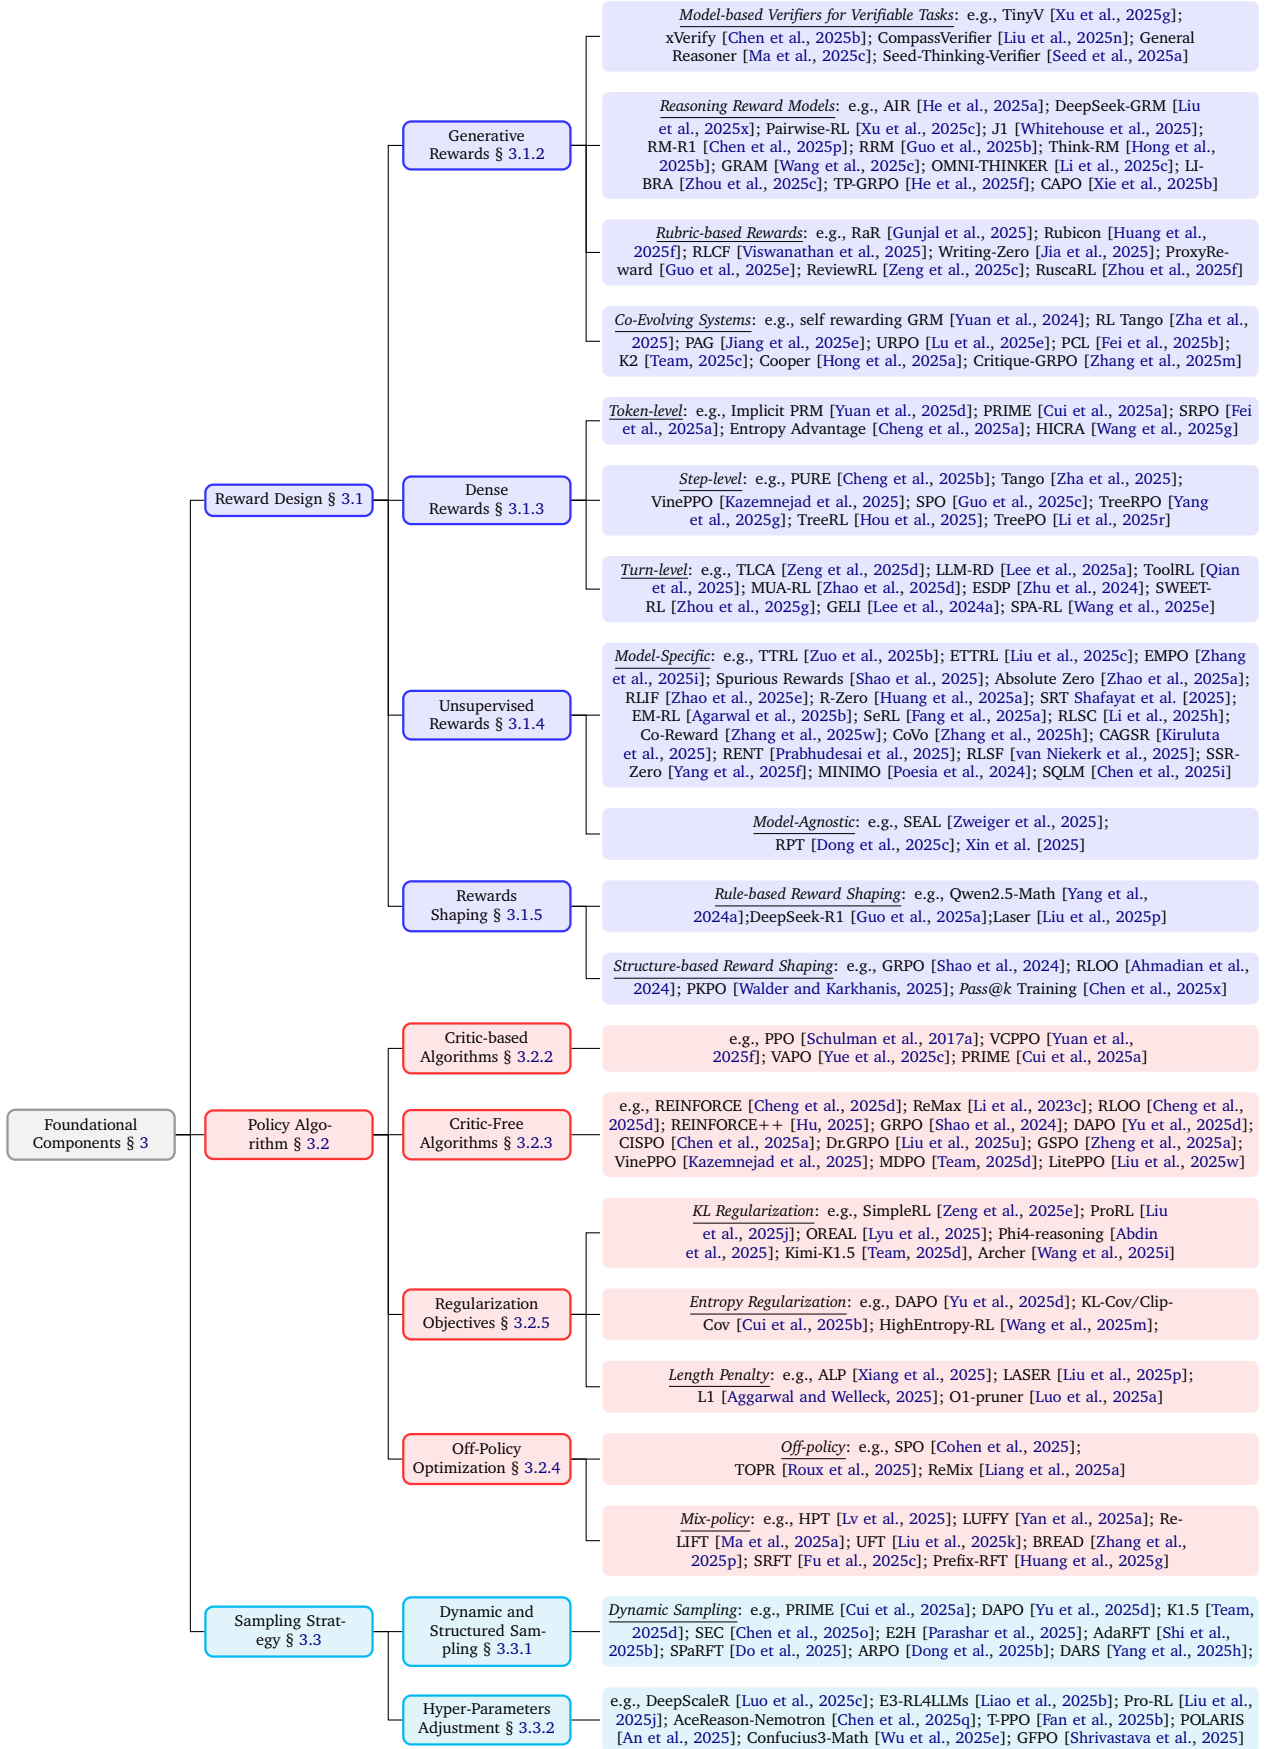 Model-based Verifiers for Verifiable Tasks: e.g., TinyV [Xu et al., 2025g];
xVerify [Chen et al., 2025b]; CompassVerifier [Liu et al., 2025n]; General
Reasoner [Ma et al., 2025c]; Seed-Thinking-Verifier [Seed et al., 2025a]
Generative
Rewards § 3.1.2
Reasoning Reward Models: e.g., AIR [He et al., 2025a]; DeepSeek-GRM [Liu
et al., 2025x]; Pairwise-RL [Xu et al., 2025c]; J1 [Whitehouse et al., 2025];
RM-R1 [Chen et al., 2025p]; RRM [Guo et al., 2025b]; Think-RM [Hong et al.,
2025b]; GRAM [Wang et al., 2025c]; OMNI-THINKER [Li et al., 2025c]; LI-
BRA [Zhou et al., 2025c]; TP-GRPO [He et al., 2025f]; CAPO [Xie et al., 2025b]
Rubric-based Rewards: e.g., RaR [Gunjal et al., 2025]; Rubicon [Huang et al.,
2025f]; RLCF [Viswanathan et al., 2025]; Writing-Zero [Jia et al., 2025]; ProxyRe-
ward [Guo et al., 2025e]; ReviewRL [Zeng et al., 2025c]; RuscaRL [Zhou et al., 2025f]
Co-Evolving Systems: e.g., self rewarding GRM [Yuan et al., 2024]; RL Tango [Zha et al.,
2025]; PAG [Jiang et al., 2025e]; URPO [Lu et al., 2025e]; PCL [Fei et al., 2025b];
K2 [Team, 2025c]; Cooper [Hong et al., 2025a]; Critique-GRPO [Zhang et al., 2025m]
Token-level: e.g., Implicit PRM [Yuan et al., 2025d]; PRIME [Cui et al., 2025a]; SRPO [Fei
et al., 2025a]; Entropy Advantage [Cheng et al., 2025a]; HICRA [Wang et al., 2025g]
Reward Design § 3.1
Dense
Rewards § 3.1.3
Step-level: e.g., PURE [Cheng et al., 2025b]; Tango [Zha et al., 2025];
VinePPO [Kazemnejad et al., 2025]; SPO [Guo et al., 2025c]; TreeRPO [Yang
et al., 2025g]; TreeRL [Hou et al., 2025]; TreePO [Li et al., 2025r]
Turn-level: e.g., TLCA [Zeng et al., 2025d]; LLM-RD [Lee et al., 2025a]; ToolRL [Qian
et al., 2025]; MUA-RL [Zhao et al., 2025d]; ESDP [Zhu et al., 2024]; SWEET-
RL [Zhou et al., 2025g]; GELI [Lee et al., 2024a]; SPA-RL [Wang et al., 2025e]
Unsupervised
Rewards § 3.1.4
Model-Specific: e.g., TTRL [Zuo et al., 2025b]; ETTRL [Liu et al., 2025c]; EMPO [Zhang
et al., 2025i]; Spurious Rewards [Shao et al., 2025]; Absolute Zero [Zhao et al., 2025a];
RLIF [Zhao et al., 2025e]; R-Zero [Huang et al., 2025a]; SRT Shafayat et al. [2025];
EM-RL [Agarwal et al., 2025b]; SeRL [Fang et al., 2025a]; RLSC [Li et al., 2025h];
Co-Reward [Zhang et al., 2025w]; CoVo [Zhang et al., 2025h]; CAGSR [Kiruluta
et al., 2025]; RENT [Prabhudesai et al., 2025]; RLSF [van Niekerk et al., 2025]; SSR-
Zero [Yang et al., 2025f]; MINIMO [Poesia et al., 2024]; SQLM [Chen et al., 2025i]
Model-Agnostic: e.g., SEAL [Zweiger et al., 2025];
RPT [Dong et al., 2025c]; Xin et al. [2025]
Rewards
Shaping § 3.1.5
Rule-based Reward Shaping: e.g., Qwen2.5-Math [Yang et al.,
2024a];DeepSeek-R1 [Guo et al., 2025a];Laser [Liu et al., 2025p]
Structure-based Reward Shaping: e.g., GRPO [Shao et al., 2024]; RLOO [Ahmadian et al.,
2024]; PKPO [Walder and Karkhanis, 2025]; Pass@k Training [Chen et al., 2025x]
Critic-based
Algorithms § 3.2.2
e.g., PPO [Schulman et al., 2017a]; VCPPO [Yuan et al.,
2025f]; VAPO [Yue et al., 2025c]; PRIME [Cui et al., 2025a]
Foundational
Components § 3
Policy Algo-
rithm § 3.2
Critic-Free
Algorithms § 3.2.3
e.g., REINFORCE [Cheng et al., 2025d]; ReMax [Li et al., 2023c]; RLOO [Cheng et al.,
2025d]; REINFORCE++ [Hu, 2025]; GRPO [Shao et al., 2024]; DAPO [Yu et al., 2025d];
CISPO [Chen et al., 2025a]; Dr.GRPO [Liu et al., 2025u]; GSPO [Zheng et al., 2025a];
VinePPO [Kazemnejad et al., 2025]; MDPO [Team, 2025d]; LitePPO [Liu et al., 2025w]
KL Regularization: e.g., SimpleRL [Zeng et al., 2025e]; ProRL [Liu
et al., 2025j]; OREAL [Lyu et al., 2025]; Phi4-reasoning [Abdin
et al., 2025]; Kimi-K1.5 [Team, 2025d], Archer [Wang et al., 2025i]
Regularization
Objectives § 3.2.5
Entropy Regularization: e.g., DAPO [Yu et al., 2025d]; KL-Cov/Clip-
Cov [Cui et al., 2025b]; HighEntropy-RL [Wang et al., 2025m];
Length Penalty: e.g., ALP [Xiang et al., 2025]; LASER [Liu et al., 2025p];
L1 [Aggarwal and Welleck, 2025]; O1-pruner [Luo et al., 2025a]
Off-Policy
Optimization § 3.2.4
Off-policy: e.g., SPO [Cohen et al., 2025];
TOPR [Roux et al., 2025]; ReMix [Liang et al., 2025a]
Mix-policy: e.g., HPT [Lv et al., 2025]; LUFFY [Yan et al., 2025a]; Re-
LIFT [Ma et al., 2025a]; UFT [Liu et al., 2025k]; BREAD [Zhang et al.,
2025p]; SRFT [Fu et al., 2025c]; Prefix-RFT [Huang et al., 2025g]
Sampling Strat-
egy § 3.3
Dynamic and
Structured Sam-
pling § 3.3.1
Dynamic Sampling: e.g., PRIME [Cui et al., 2025a]; DAPO [Yu et al., 2025d]; K1.5 [Team,
2025d]; SEC [Chen et al., 2025o]; E2H [Parashar et al., 2025]; AdaRFT [Shi et al.,
2025b]; SPaRFT [Do et al., 2025]; ARPO [Dong et al., 2025b]; DARS [Yang et al., 2025h];
Hyper-Parameters
Adjustment § 3.3.2
e.g., DeepScaleR [Luo et al., 2025c]; E3-RL4LLMs [Liao et al., 2025b]; Pro-RL [Liu et al.,
2025j]; AceReason-Nemotron [Chen et al., 2025q]; T-PPO [Fan et al., 2025b]; POLARIS
[An et al., 2025]; Confucius3-Math [Wu et al., 2025e]; GFPO [Shrivastava et al., 2025]